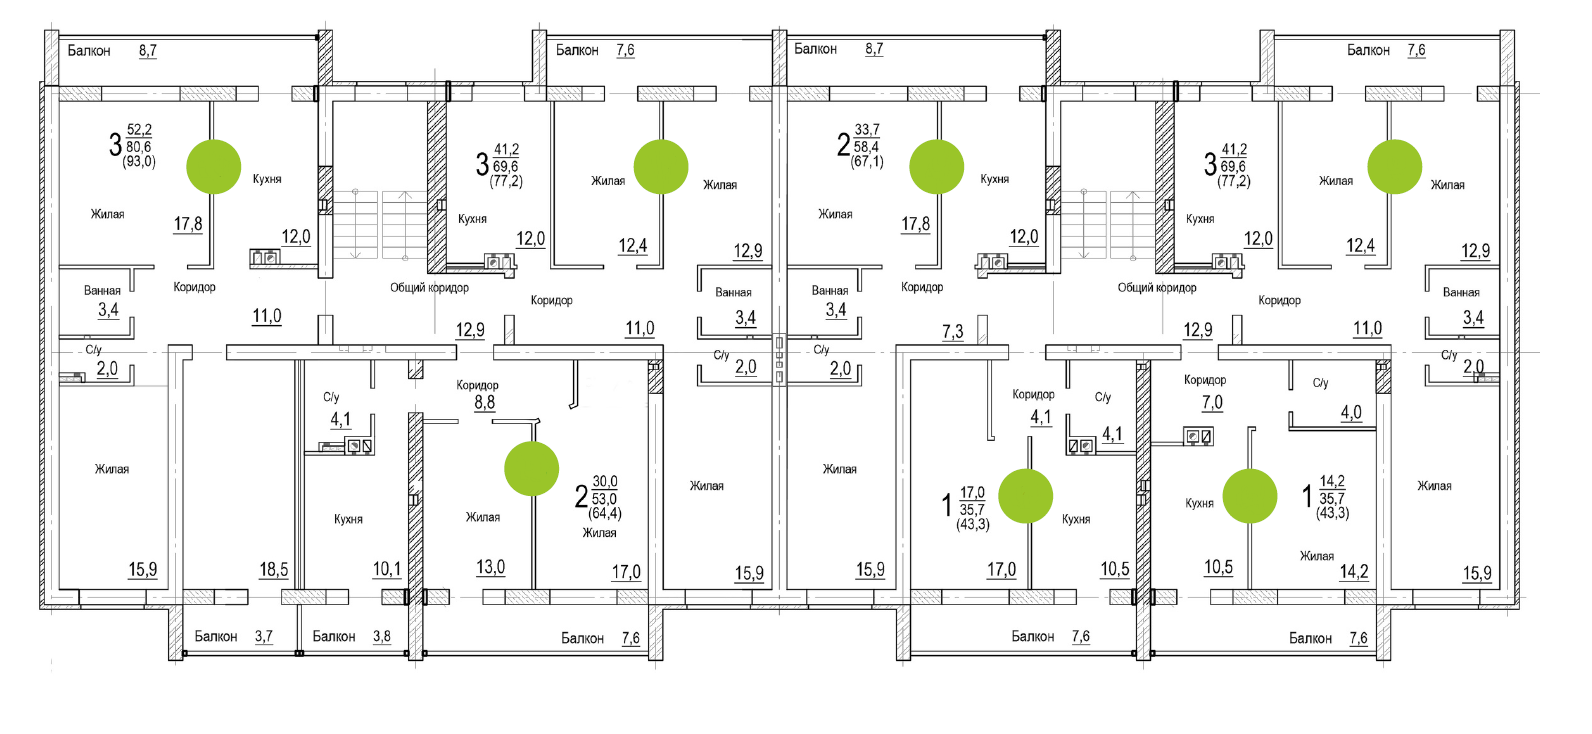 Балкон 8,7
Балкон 7,6
Балкон 8,7
Балкон 7,6
3 52,2
80,6
(93,0)
3 41,2
69,6
(77,2)
2 33,7
58,4
(67,1)
3 41,2
69,6
(77,2)
Кухня
Жилая
Жилая
Кухня
Жилая
Жилая
Жилая
Кухня
Жилая
Кухня
17,8
12,0
12,0
12,4
12,9
17,8
12,0
12,0
12,4
12,9
Ванная
3,4
Коридор
11,0
Общий коридор
12,9
Коридор
11,0
Ванная
3,4
Ванная
3,4
Коридор
7,3
Общий коридор
12,9
Коридор
11,0
Ванная
3,4
С/у
2,0
С/у
2,0
С/у
2,0
С/у
2,0
С/у
4,1
Коридор
8,8
Коридор
4,1
С/у
4,1
Коридор
7,0
С/у
4,0
Жилая
Кухня
Жилая
2 30,0
53,0
(64,4)
Жилая
Жилая
Жилая
1 17,0
35,7
(43,3)
Кухня
Кухня
1 14,2
35,7
(43,3)
Жилая
Жилая
15,9
18,5
10,1
13,0
17,0
15,9
15,9
17,0
10,5
10,5
14,2
15,9
Балкон 3,7
Балкон 3,8
Балкон 7,6
Балкон 7,6
Балкон 7,6